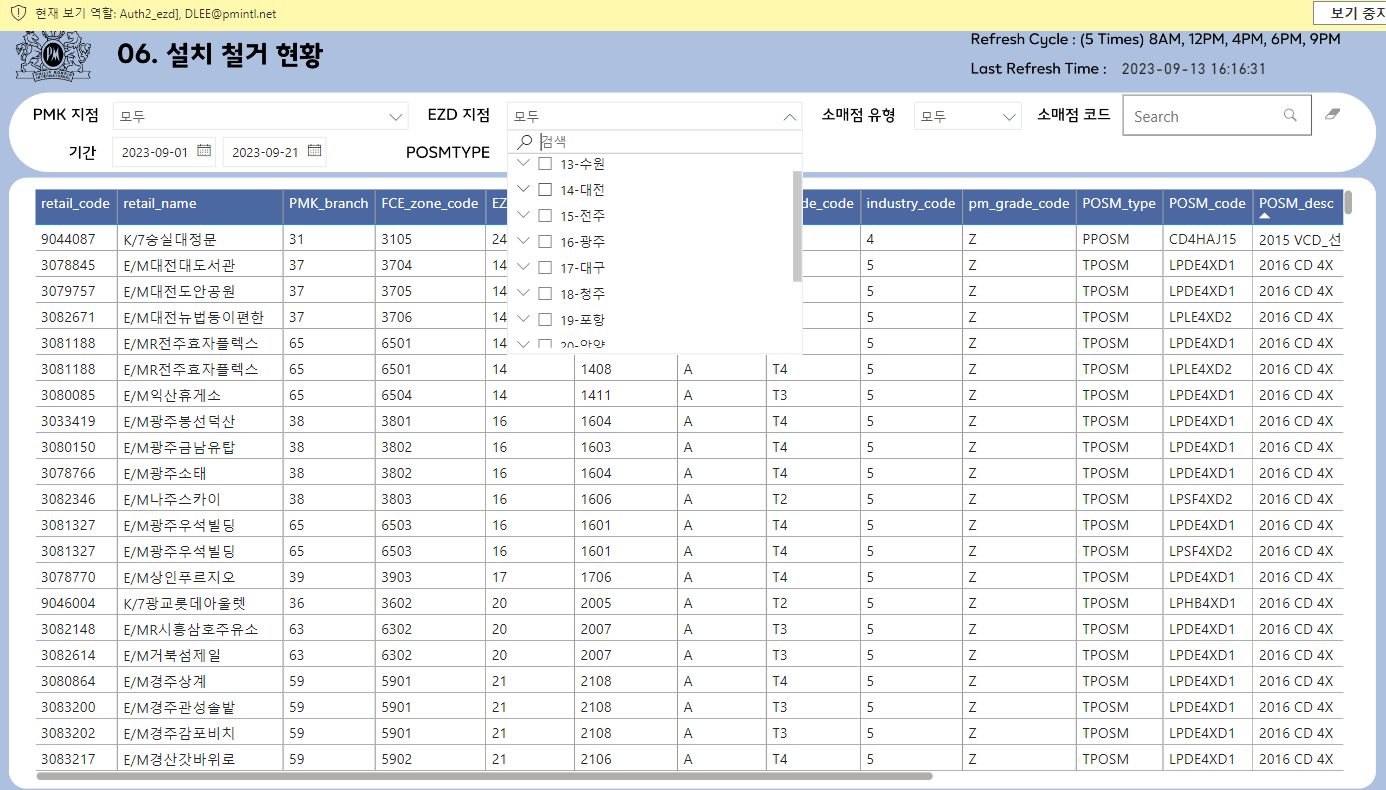 현재 보기 역할: Auth2_ezd], DLEE@pmintl.net
보기 중지
06. 설치 철거 현황
Refresh Cycle : (5 Times) 8AM, 12PM, 4PM, 6PM, 9PM
Last Refresh Time : 2023-09-13 16:16:31
PMK 지점 모두 EZD 지점 모두 소매점 유형 모두 소매점 코드 Search
기간 2023-09-01 2023-09-21 POSMTYPE
검색
13-수원
14-대전
15-전주
16-광주
17-대구
18-청주
19-포항
20-안양
retail_code retail_name PMK_branch FCE_zone_code EZ de_code industry_code pm_grade_code POSM_type POSM_code POSM_desc
9044087 K/7숭실대정문 31 3105 24 4 Z PPOSM CD4HAJ15 2015 VCD_선
3078845 E/M대전대도서관 37 3704 14 5 Z TPOSM LPDE4XD1 2016 CD 4X
3079757 E/M대전도안공원 37 3705 14 5 Z TPOSM LPDE4XD1 2016 CD 4X
3082671 E/M대전뉴법동이편한 37 3706 14 5 Z TPOSM LPLE4XD2 2016 CD 4X
3081188 E/MR전주효자플렉스 65 6501 14 5 Z TPOSM LPDE4XD1 2016 CD 4X
3081188 E/MR전주효자플렉스 65 6501 14 1408 A T4 5 Z TPOSM LPLE4XD2 2016 CD 4X
3080085 E/M익산휴게소 65 6504 14 1411 A T3 5 Z TPOSM LPDE4XD1 2016 CD 4X
3033419 E/M광주봉선덕산 38 3801 16 1604 A T4 5 Z TPOSM LPDE4XD1 2016 CD 4X
3080150 E/M광주금남유탑 38 3802 16 1603 A T4 5 Z TPOSM LPDE4XD1 2016 CD 4X
3078766 E/M광주소태 38 3802 16 1604 A T4 5 Z TPOSM LPDE4XD1 2016 CD 4X
3082346 E/M나주스카이 38 3803 16 1606 A T2 5 Z TPOSM LPSF4XD2 2016 CD 4X
3081327 E/M광주우석빌딩 65 6503 16 1601 A T4 5 Z TPOSM LPDE4XD1 2016 CD 4X
3081327 E/M광주우석빌딩 65 6503 16 1601 A T4 5 Z TPOSM LPSF4XD2 2016 CD 4X
3078770 E/M상인푸르지오 39 3903 17 1706 A T4 5 Z TPOSM LPDE4XD1 2016 CD 4X
9046004 K/7광교롯데아울렛 36 3602 20 2005 A T2 5 Z TPOSM LPHB4XD1 2016 CD 4X
3082148 E/MR시흥삼호주유소 63 6302 20 2007 A T3 5 Z TPOSM LPDE4XD1 2016 CD 4X
3082614 E/M거북섬제일 63 6302 20 2007 A T3 5 Z TPOSM LPDE4XD1 2016 CD 4X
3080864 E/M경주상계 59 5901 21 2108 A T4 5 Z TPOSM LPDE4XD1 2016 CD 4X
3083200 E/M경주관성솔밭 59 5901 21 2108 A T3 5 Z TPOSM LPDE4XD1 2016 CD 4X
3083202 E/M경주감포비치 59 5901 21 2108 A T3 5 Z TPOSM LPDE4XD1 2016 CD 4X
3083217 E/M경산갓바위로 59 5902 21 2106 A T4 5 Z TPOSM LPDE4XD1 2016 CD 4X